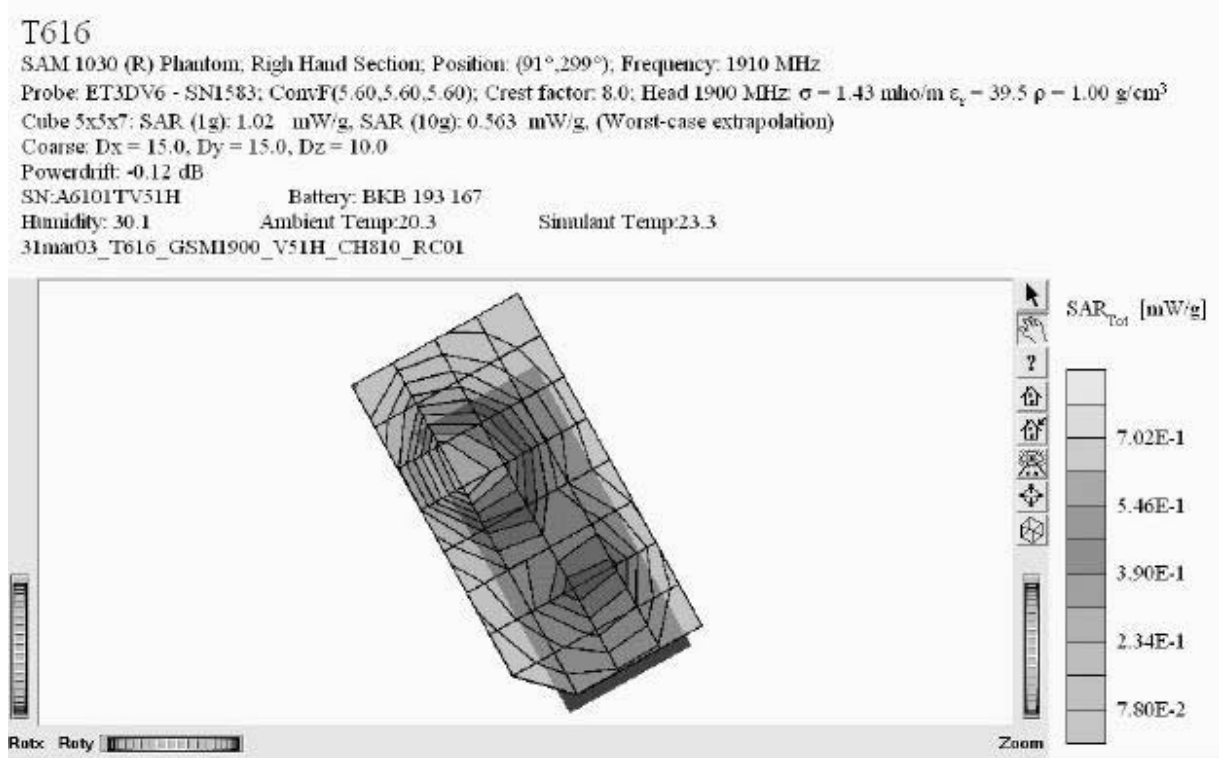 T616
SAM 1030 (R) Phantom; Righ Hand Section; Position: (91°,299°); Frequency: 1910 MHz
Probe: ET3DV6 - SN1583; ConvF(5.60,5.60,5.60); Crest factor: 8.0; Head 1900 MHz: σ = 1.43 mho/m εr = 39.5 ρ = 1.00 g/cm³
Cube 5x5x7: SAR (1g): 1.02 mW/g, SAR (10g): 0.563 mW/g, (Worst-case extrapolation)
Coarse: Dx = 15.0, Dy = 15.0, Dz = 10.0
Powerdrift: -0.12 dB
SN:A6101TV51H Battery: BKB 193 167
Humidity: 30.1 Ambient Temp:20.3 Simulant Temp:23.3
31mar03_T616_GSM1900_V51H_CH810_RC01
SARTot [mW/g]
?
7.02E-1
5.46E-1
3.90E-1
2.34E-1
7.80E-2
Rotx Roty Zoom